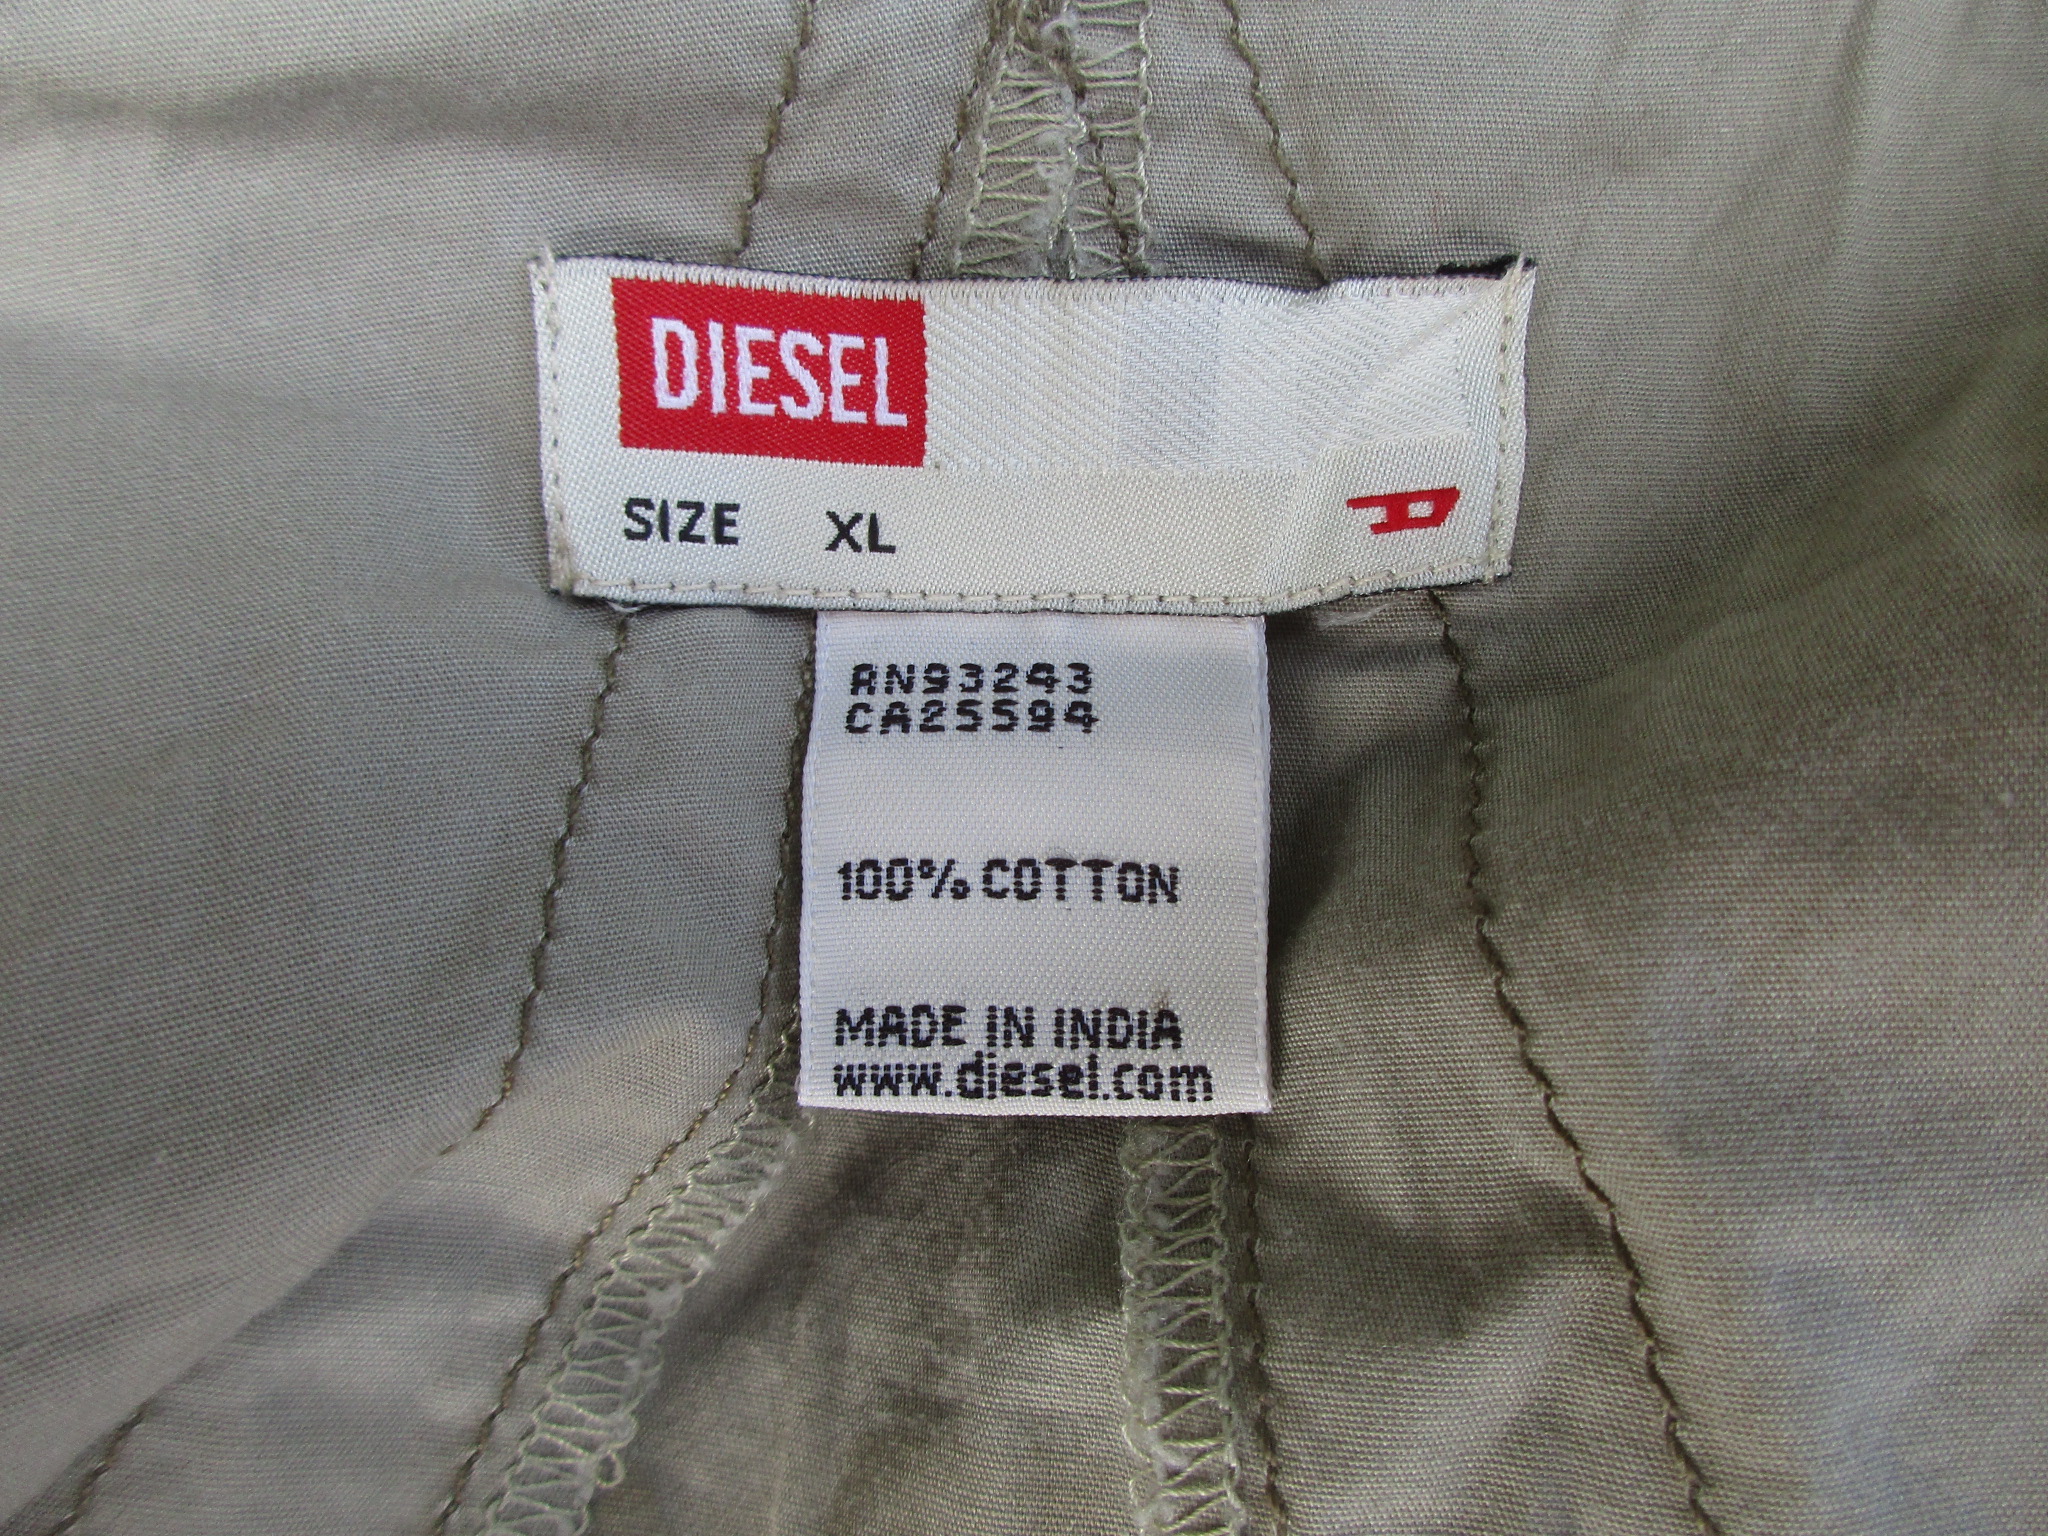 DIESEL
SIZE XL
RN93243
CA25594
100% COTTON
MADE IN INDIA
www.diesel.com